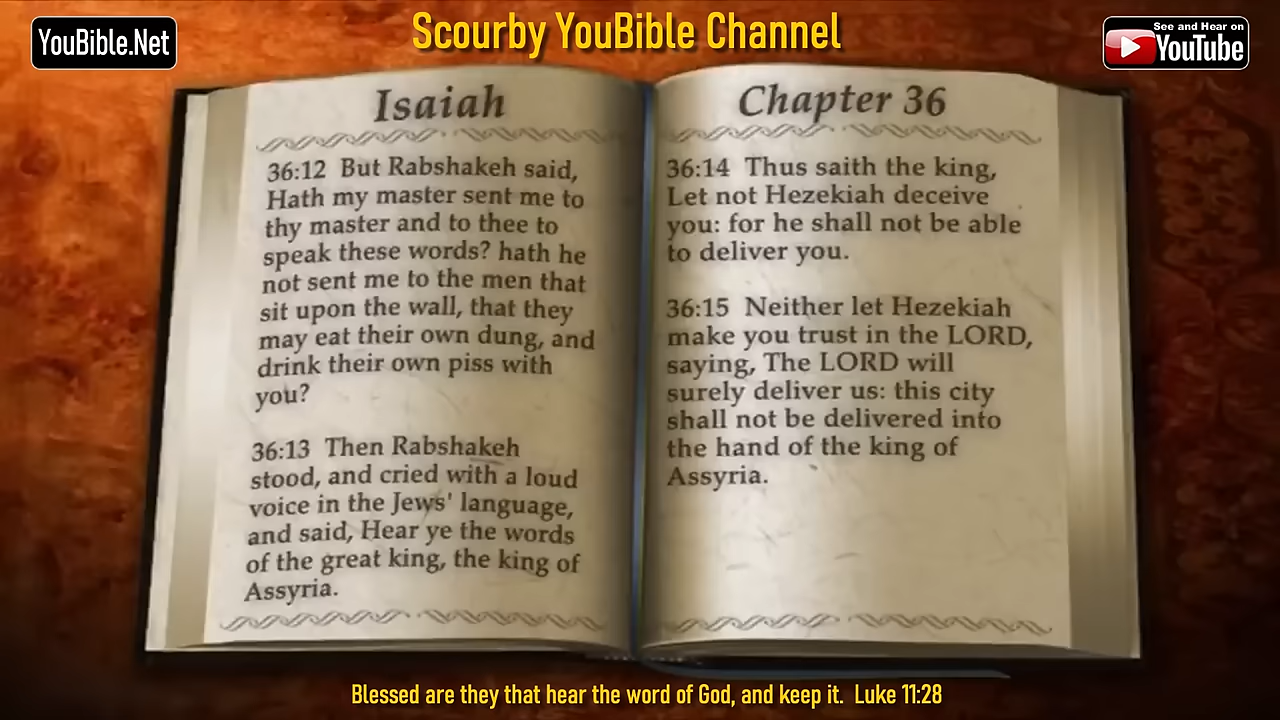 YouBible.Net
Scourby YouBible Channel
See and Hear on
YouTube
Isaiah
36:12 But Rabshakeh said,
Hath my master sent me to
thy master and to thee to
speak these words? hath he
not sent me to the men that
sit upon the wall, that they
may eat their own dung, and
drink their own piss with
you?
36:13 Then Rabshakeh
stood, and cried with a loud
voice in the Jews' language,
and said, Hear ye the words
of the great king, the king of
Assyria.
Chapter 36
36:14 Thus saith the king,
Let not Hezekiah deceive
you: for he shall not be able
to deliver you.
36:15 Neither let Hezekiah
make you trust in the LORD,
saying, The LORD will
surely deliver us: this city
shall not be delivered into
the hand of the king of
Assyria.
Blessed are they that hear the word of God, and keep it. Luke 11:28